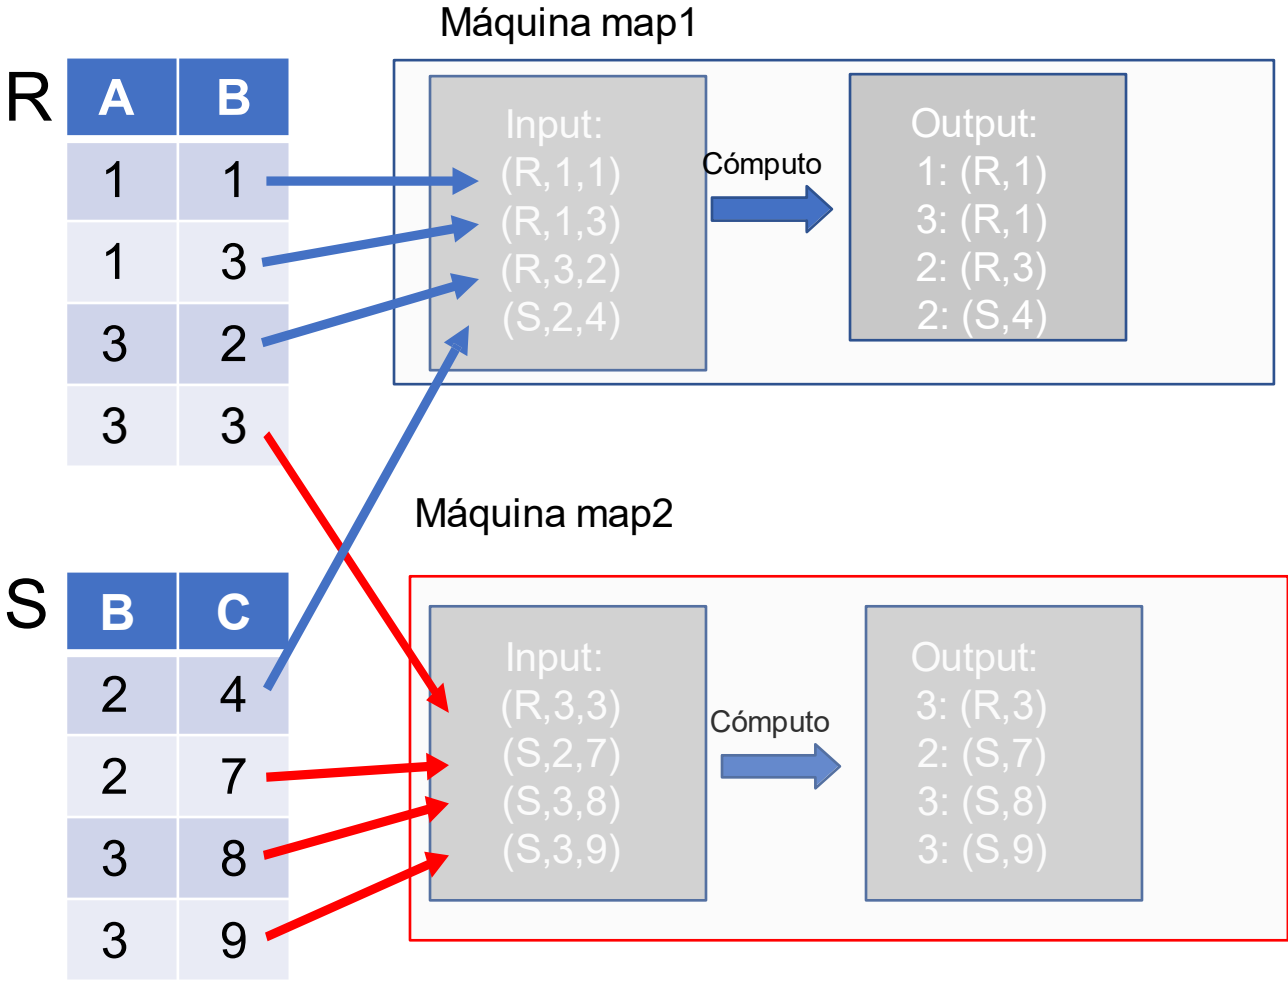 Máquina map1
R
A B
1 1
1 3
3 2
3 3
Input:
(R,1,1)
(R,1,3)
(R,3,2)
(S,2,4)
Cómputo
Output:
1: (R,1)
3: (R,1)
2: (R,3)
2: (S,4)
Máquina map2
S
B C
2 4
2 7
3 8
3 9
Input:
(R,3,3)
(S,2,7)
(S,3,8)
(S,3,9)
Cómputo
Output:
3: (R,3)
2: (S,7)
3: (S,8)
3: (S,9)